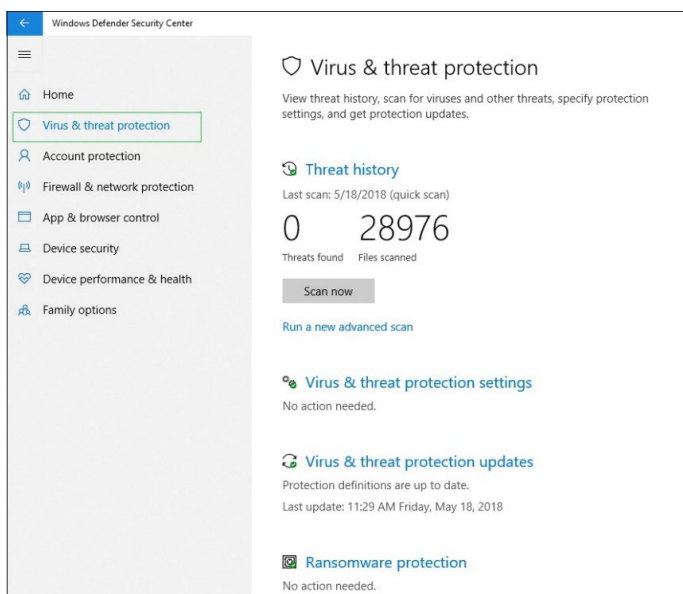 Windows Defender Security Center
Home
Virus & threat protection
Account protection
Firewall & network protection
App & browser control
Device security
Device performance & health
Family options
Virus & threat protection
View threat history, scan for viruses and other threats, specify protection
settings, and get protection updates.
Threat history
Last scan: 5/18/2018 (quick scan)
0 28976
Threats found Files scanned
Scan now
Run a new advanced scan
Virus & threat protection settings
No action needed.
Virus & threat protection updates
Protection definitions are up to date.
Last update: 11:29 AM Friday, May 18, 2018
Ransomware protection
No action needed.